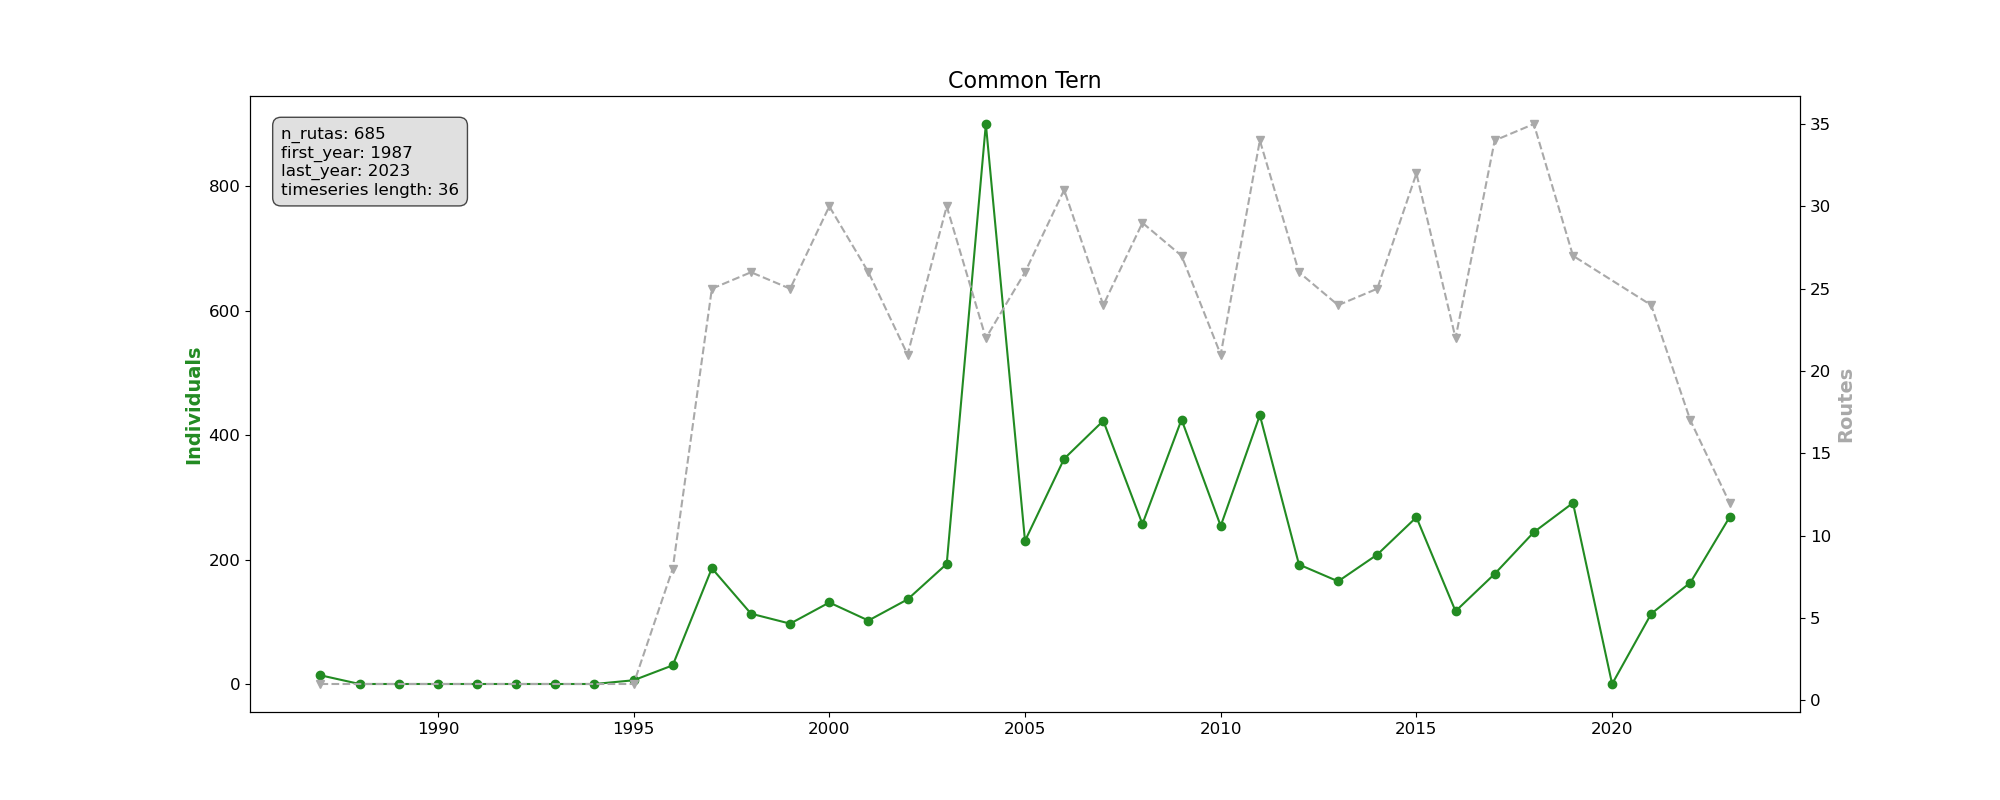 Common Tern
n_rutas: 685
first_year: 1987
last_year: 2023
timeseries length: 36
Individuals
800
600
400
200
0
35
30
25
20
15
10
5
0
Routes
1990 1995 2000 2005 2010 2015 2020